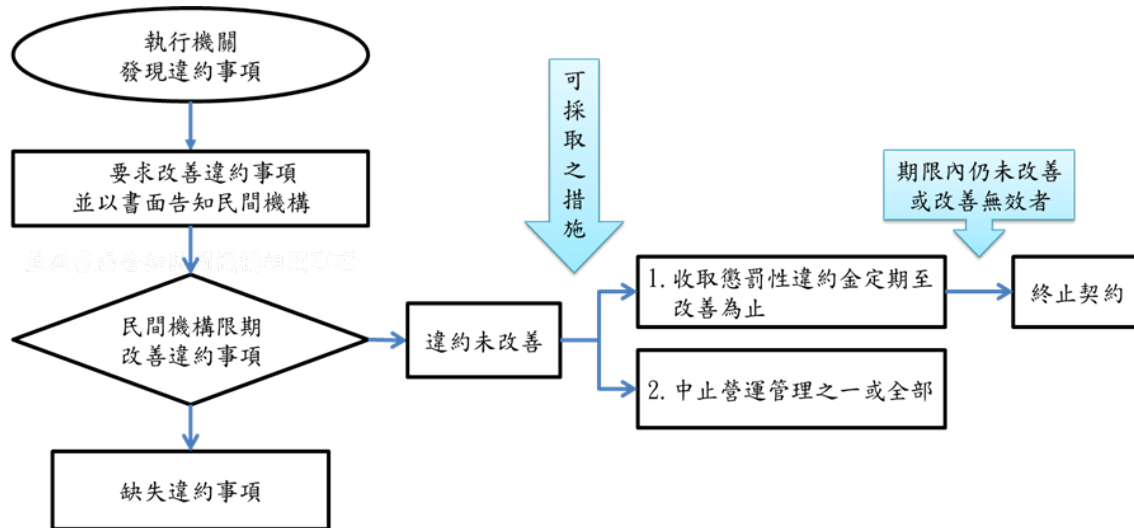 執行機關
發現違約事項
要求改善違約事項
並以書面告知民間機構
民間機構限期
改善違約事項
缺失違約事項
違約未改善
可採取之措施
1. 收取懲罰性違約金定期至
改善為止
2. 中止營運管理之一或全部
期限內仍未改善
或改善無效者
終止契約